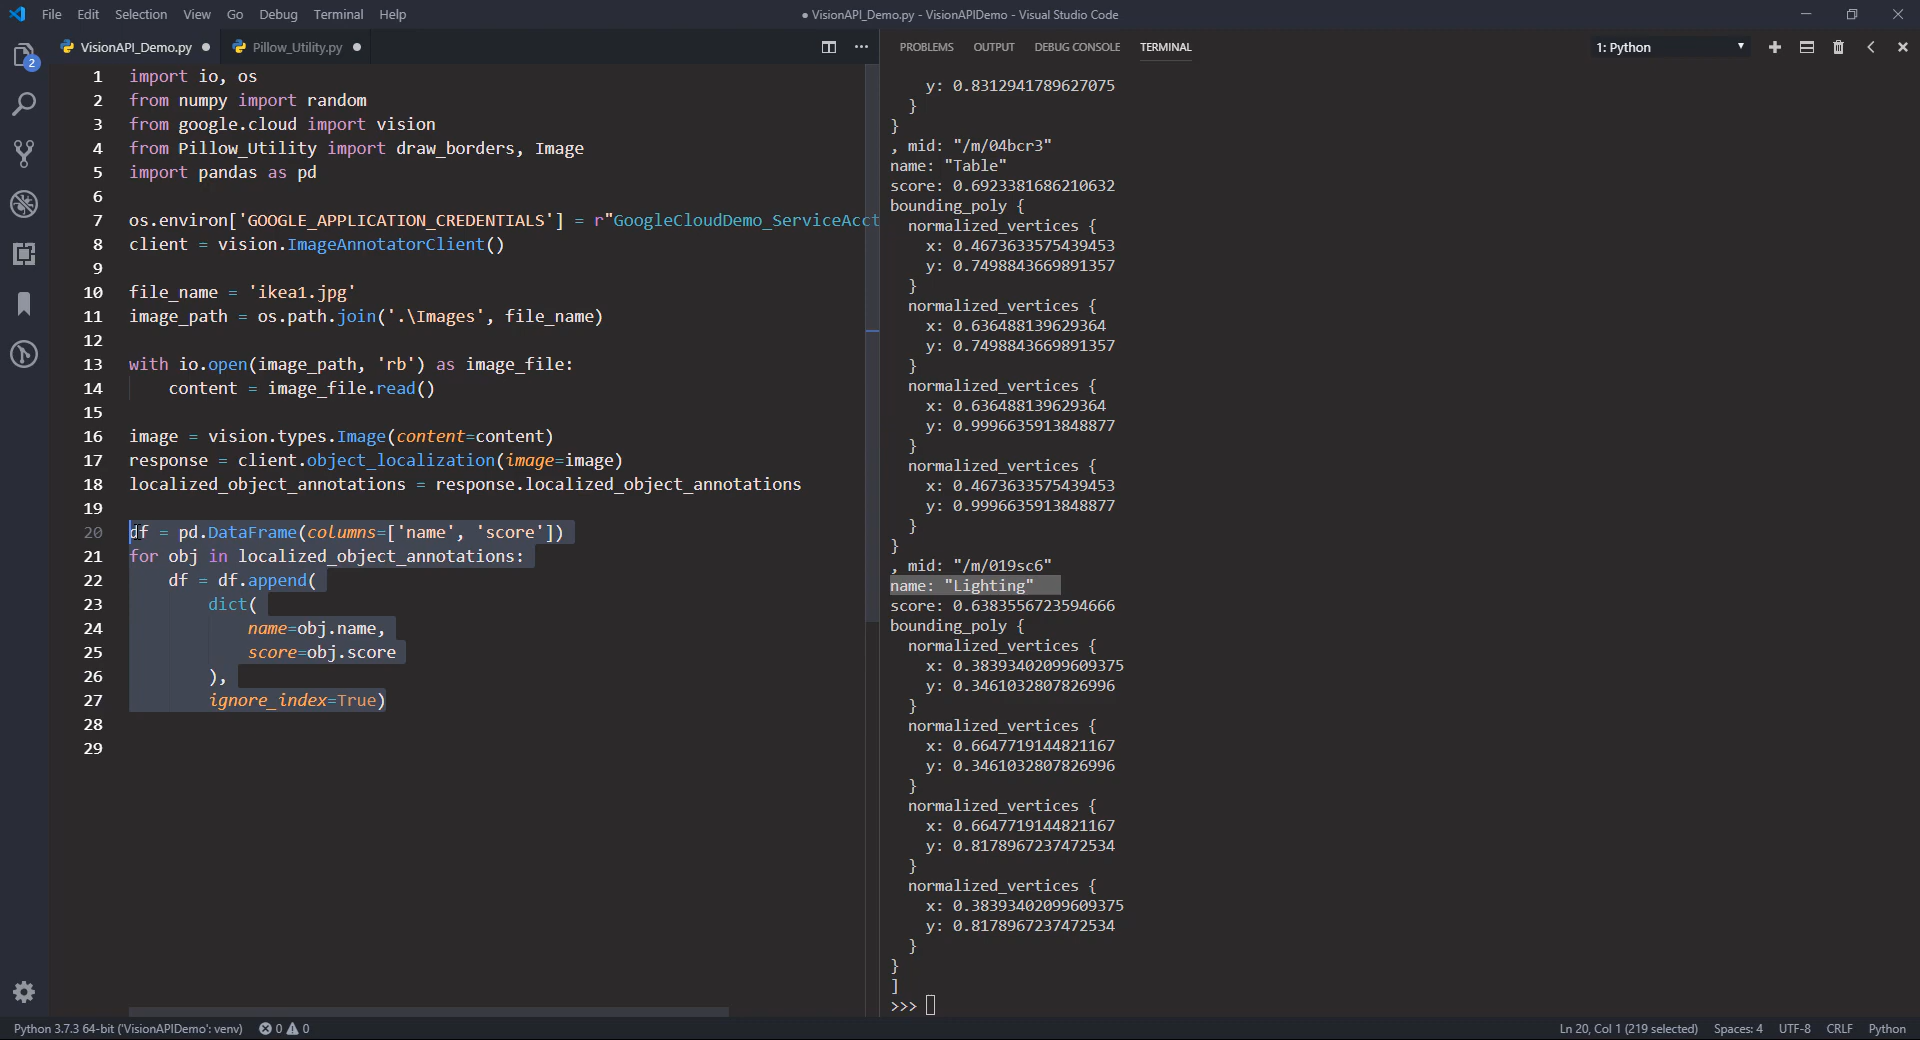 File Edit Selection View Go Debug Terminal Help
● VisionAPI_Demo.py - VisionAPIDemo - Visual Studio Code
VisionAPI_Demo.py ●
Pillow_Utility.py ●
2
1 import io, os
2 from numpy import random
3 from google.cloud import vision
4 from Pillow_Utility import draw_borders, Image
5 import pandas as pd
6
7 os.environ['GOOGLE_APPLICATION_CREDENTIALS'] = r"GoogleCloudDemo_ServiceAcct
8 client = vision.ImageAnnotatorClient()
9
10 file_name = 'ikea1.jpg'
11 image_path = os.path.join('.\Images', file_name)
12
13 with io.open(image_path, 'rb') as image_file:
14 content = image_file.read()
15
16 image = vision.types.Image(content=content)
17 response = client.object_localization(image=image)
18 localized_object_annotations = response.localized_object_annotations
19
20 df = pd.DataFrame(columns=['name', 'score'])
21 for obj in localized_object_annotations:
22 df = df.append(
23 dict(
24 name=obj.name,
25 score=obj.score
26 ),
27 ignore_index=True)
28
29
PROBLEMS OUTPUT DEBUG CONSOLE TERMINAL
1: Python
y: 0.8312941789627075
}
}
, mid: "/m/04bcr3"
name: "Table"
score: 0.6923381686210632
bounding_poly {
normalized_vertices {
x: 0.4673633575439453
y: 0.7498843669891357
}
normalized_vertices {
x: 0.636488139629364
y: 0.7498843669891357
}
normalized_vertices {
x: 0.636488139629364
y: 0.9996635913848877
}
normalized_vertices {
x: 0.4673633575439453
y: 0.9996635913848877
}
}
, mid: "/m/019sc6"
name: "Lighting"
score: 0.6383556723594666
bounding_poly {
normalized_vertices {
x: 0.38393402099609375
y: 0.3461032807826996
}
normalized_vertices {
x: 0.6647719144821167
y: 0.3461032807826996
}
normalized_vertices {
x: 0.6647719144821167
y: 0.8178967237472534
}
normalized_vertices {
x: 0.38393402099609375
y: 0.8178967237472534
}
}
]
>>>
Python 3.7.3 64-bit ('VisionAPIDemo': venv) 0 0
Ln 20, Col 1 (219 selected) Spaces: 4 UTF-8 CRLF Python